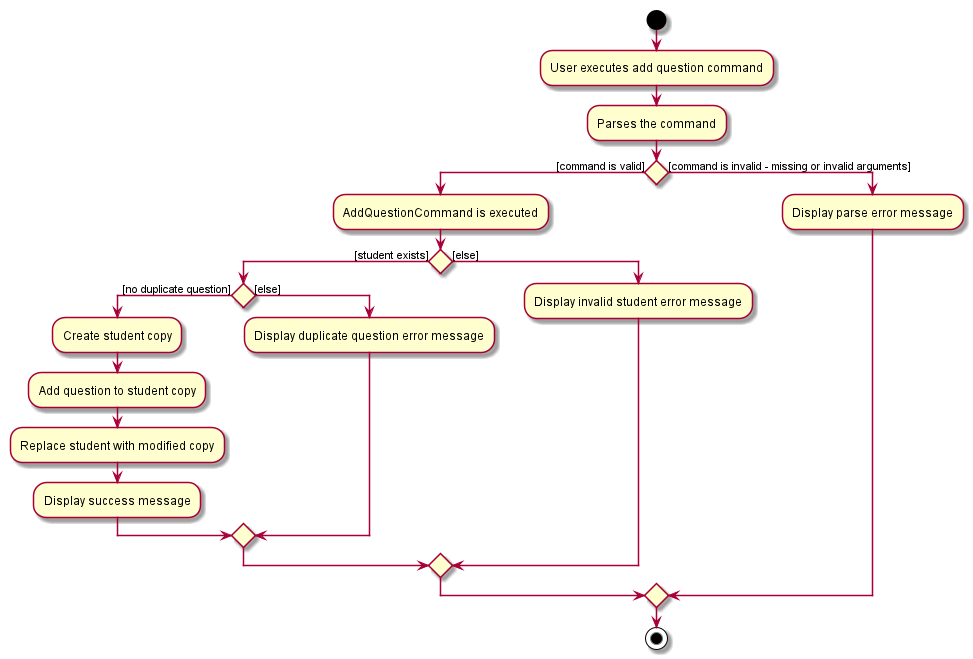 User executes add question command
Parses the command
[command is valid]
[command is invalid - missing or invalid arguments]
AddQuestionCommand is executed
Display parse error message
[student exists]
[else]
[no duplicate question]
[else]
Display invalid student error message
Create student copy
Display duplicate question error message
Add question to student copy
Replace student with modified copy
Display success message